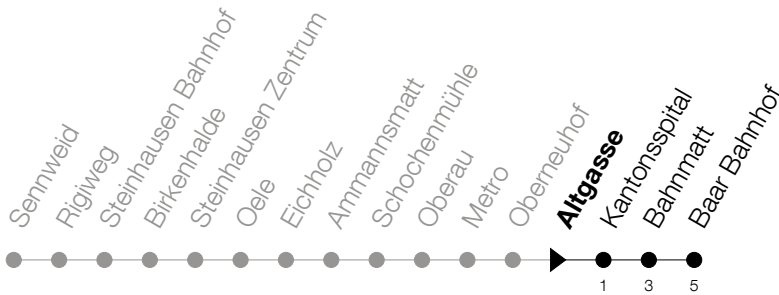 Sennweid
Rigiweg
Steinhausen Bahnhof
Birkenhalde
Steinhausen Zentrum
Oele
Eichholz
Ammannsmatt
Schochenmühle
Oberau
Metro
Oberneuhof
Altgasse
Kantonsspital
Bahnmatt
Baar Bahnhof
1 3 5